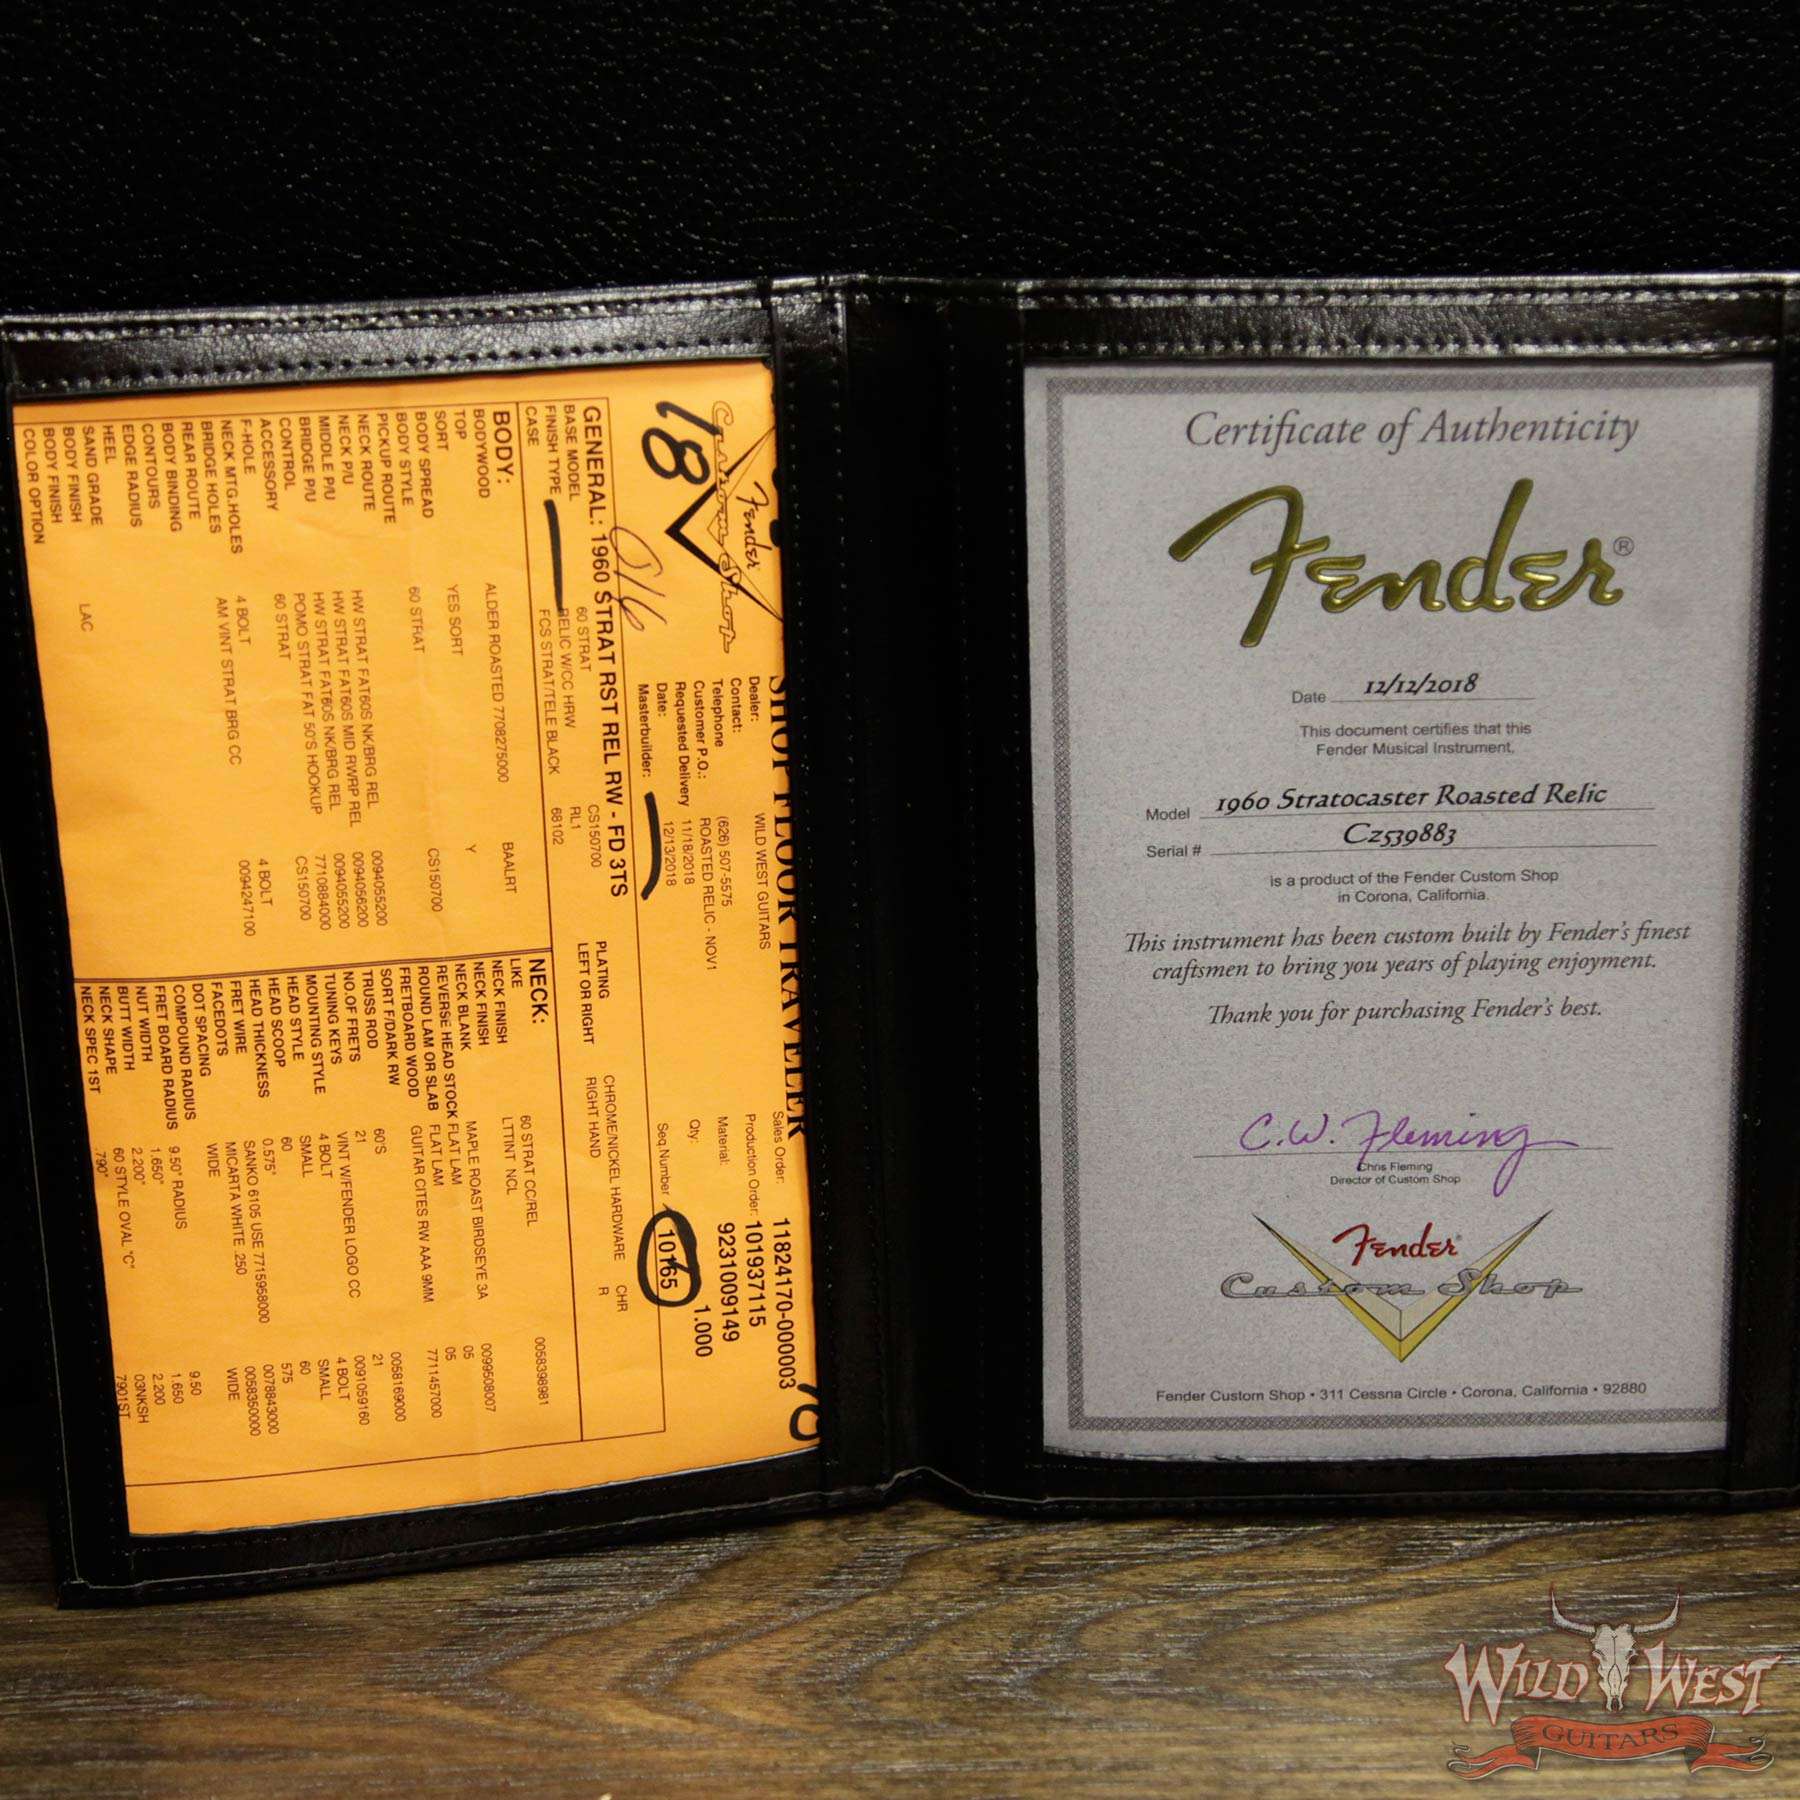 SHOP FLOOR TRAVELER
Fender
Custom Shop
18
Dealer: WILD WEST GUITARS
Contact:
Telephone (626) 507-5575
Customer P.O.: ROASTED RELIC - NOV1
Requested Delivery 11/18/2018
Date: 12/13/2018
Masterbuilder:
Sales Order: 11824170-000003
Production Order: 101937115
Material: 9231009149
Qty: 1.000
Seq Number 10165
GENERAL: 1960 STRAT RST REL RW - FD 3TS
BASE MODEL 60 STRAT CS150700
FINISH TYPE RELIC W/CC HRW RL1
CASE FCS STRAT/TELE BLACK 68102
PLATING CHROME/NICKEL HARDWARE CHR
LEFT OR RIGHT RIGHT HAND R
BODY:
BODYWOOD ALDER ROASTED 7708275000 BAALRT
TOP
SORT YES SORT Y
BODY SPREAD
BODY STYLE 60 STRAT CS150700
PICKUP ROUTE
NECK ROUTE
NECK P/U HW STRAT FAT60S NK/BRG REL 0094055200
MIDDLE P/U HW STRAT FAT60S MID RWRP REL 0094056200
BRIDGE P/U HW STRAT FAT60S NK/BRG REL 0094055200
CONTROL POMO STRAT FAT 50'S HOOKUP 7710884000
ACCESSORY 60 STRAT CS150700
F-HOLE
NECK MTG.HOLES 4 BOLT 4 BOLT
BRIDGE HOLES AM VINT STRAT BRG CC 0094247100
REAR ROUTE
BODY BINDING
CONTOURS
EDGE RADIUS
HEEL
SAND GRADE
BODY FINISH LAC
BODY FINISH
COLOR OPTION
NECK:
LIKE 60 STRAT CC/REL 0058398981
NECK FINISH LTTINT NCL
NECK FINISH
NECK BLANK MAPLE ROAST BIRDSEYE 3A 0099508007
REVERSE HEAD STOCK FLAT LAM 05
ROUND LAM OR SLAB FLAT LAM 05
FRETBOARD WOOD GUITAR CITES RW AAA 9MM 7711457000
SORT F/DARK RW
TRUSS ROD 60'S 0058169000
NO.OF FRETS 21 21
TUNING KEYS VINT W/FENDER LOGO CC 0091059160
MOUNTING STYLE 4 BOLT 4 BOLT
HEAD STYLE SMALL SMALL
HEAD SCOOP 60 60
HEAD THICKNESS 0.575" 575
FRET WIRE SANKO 6105 USE 7715958000 0078843000
FACEDOTS MICARTA WHITE .250 0058350000
DOT SPACING WIDE WIDE
COMPOUND RADIUS
FRET BOARD RADIUS 9.50" RADIUS 9.50
NUT WIDTH 1.650" 1.650
BUTT WIDTH 2.200" 2.200
NECK SHAPE 60 STYLE OVAL "C" 03NKSH
NECK SPEC 1ST .790" 7901ST
Certificate of Authenticity
Fender®
Date 12/12/2018
This document certifies that this
Fender Musical Instrument,
Model 1960 Stratocaster Roasted Relic
Serial # CZ539883
is a product of the Fender Custom Shop
in Corona, California.
This instrument has been custom built by Fender's finest
craftsmen to bring you years of playing enjoyment.
Thank you for purchasing Fender's best.
C.W. Fleming
Chris Fleming
Director of Custom Shop
Fender
Custom Shop
Fender Custom Shop • 311 Cessna Circle • Corona, California • 92880
WILD WEST
GUITARS